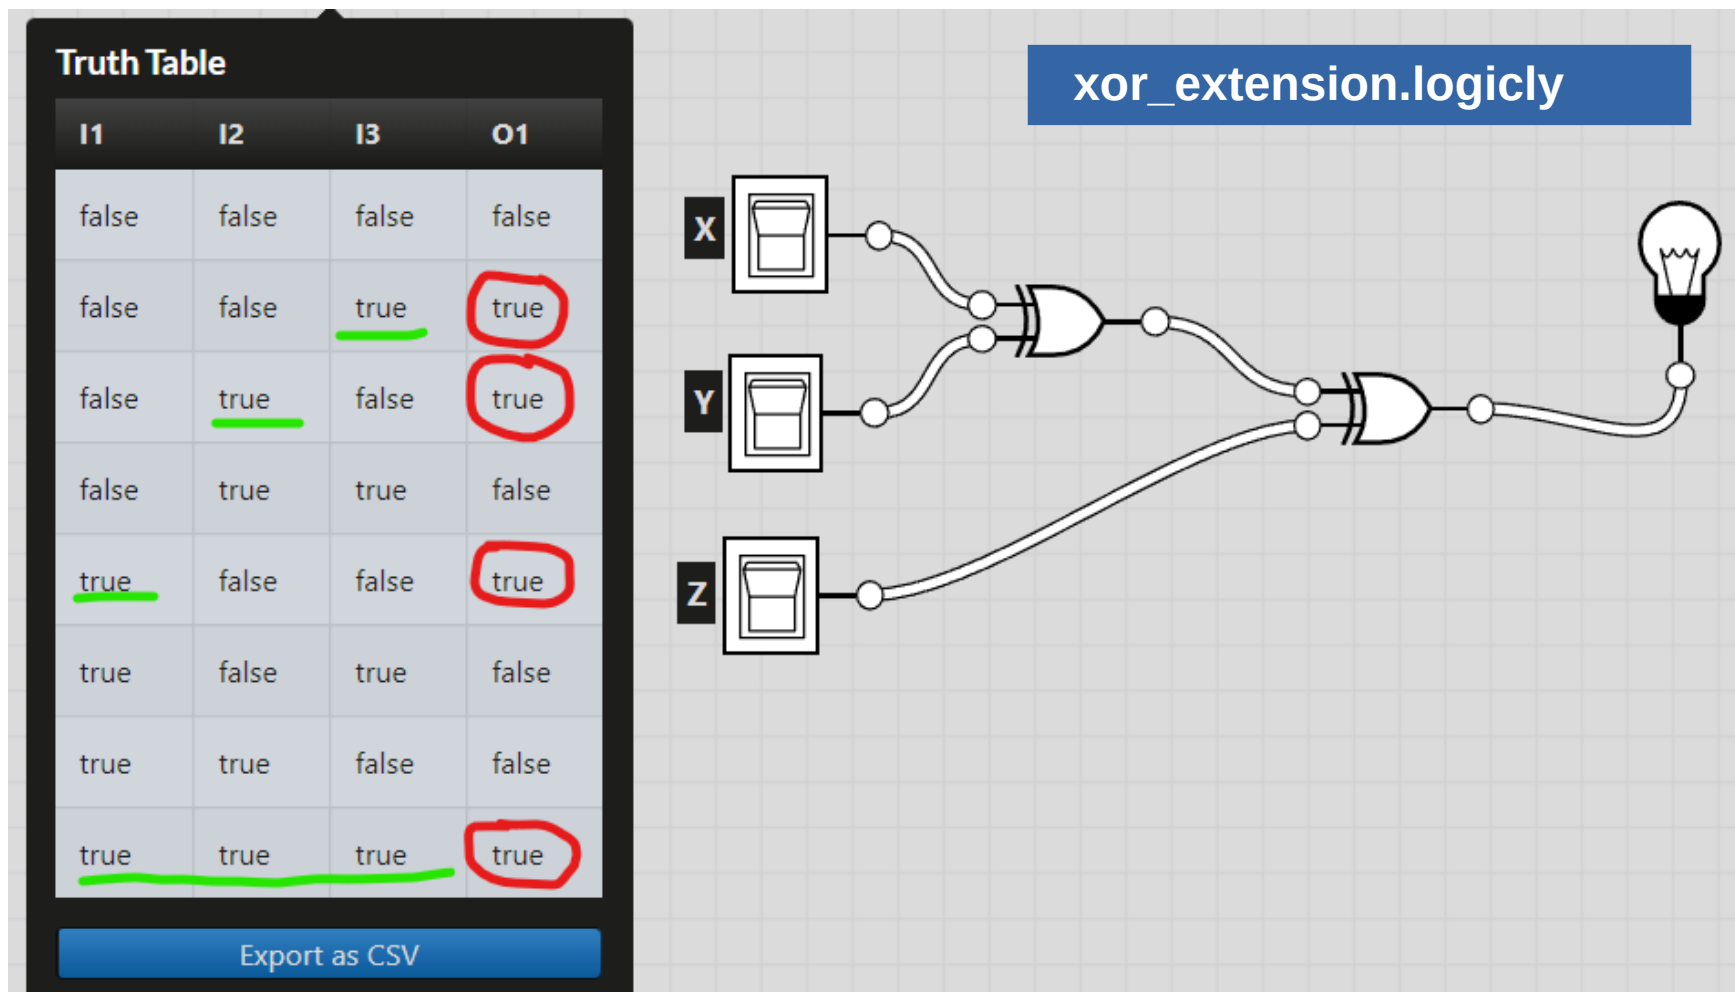 Truth Table
I1 I2 I3 O1
false false false false
false false true true
false true false true
false true true false
true false false true
true false true false
true true false false
true true true true
Export as CSV
xor_extension.logicly
X
Y
Z